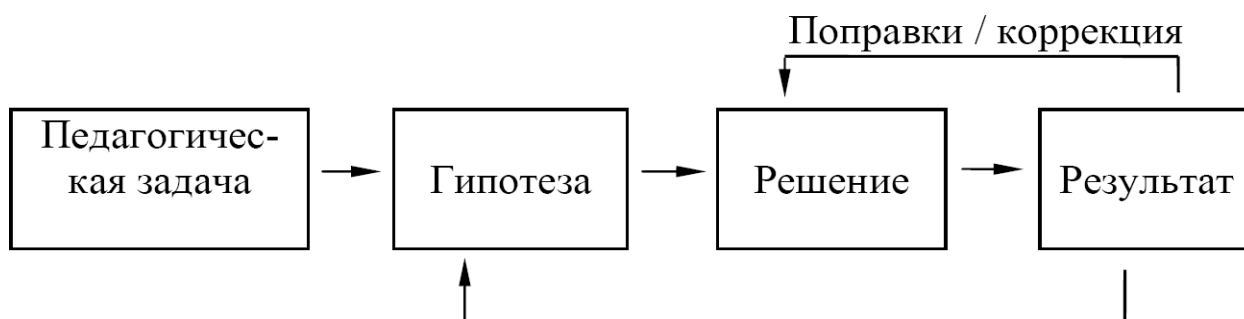 Поправки / коррекция
Педагогичес-
кая задача
Гипотеза
Решение
Результат